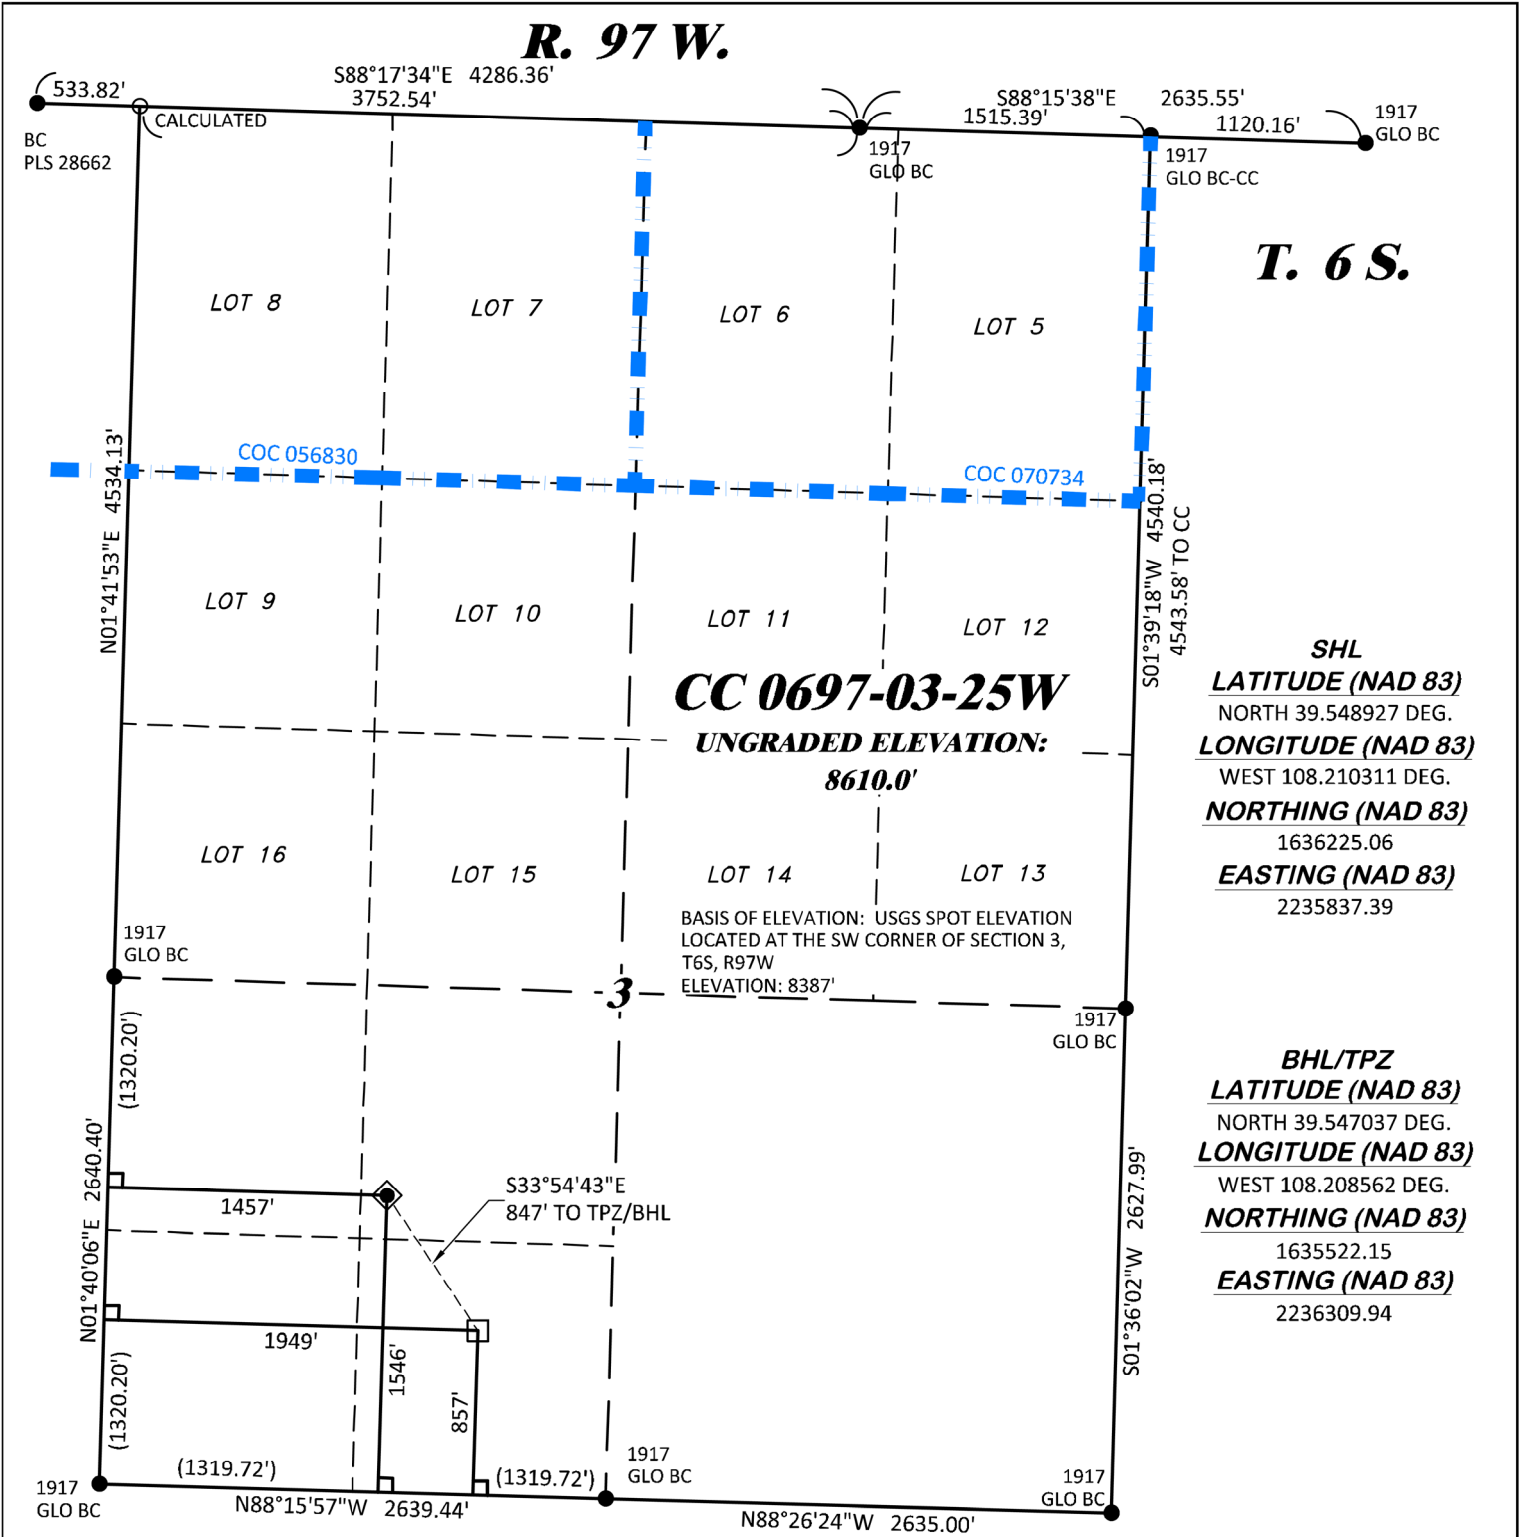 R. 97 W.
S88°17'34"E 4286.36'
533.82'
3752.54'
S88°15'38"E 2635.55'
1515.39'
1120.16'
CALCULATED
BC
PLS 28662
1917
GLO BC
1917
GLO BC-CC
1917
GLO BC
T. 6 S.
LOT 8
LOT 7
LOT 6
LOT 5
COC 056830
COC 070734
N01°41'53"E 4534.13'
S01°39'18"W 4540.18'
4543.58' TO CC
LOT 9
LOT 10
LOT 11
LOT 12
CC 0697-03-25W
UNGRADED ELEVATION:
8610.0'
SHL
LATITUDE (NAD 83)
NORTH 39.548927 DEG.
LONGITUDE (NAD 83)
WEST 108.210311 DEG.
NORTHING (NAD 83)
1636225.06
EASTING (NAD 83)
2235837.39
LOT 16
LOT 15
LOT 14
LOT 13
BASIS OF ELEVATION: USGS SPOT ELEVATION
LOCATED AT THE SW CORNER OF SECTION 3,
T6S, R97W
ELEVATION: 8387'
1917
GLO BC
3
1917
GLO BC
(1320.20')
N01°40'06"E 2640.40'
(1320.20')
1457'
S33°54'43"E
847' TO TPZ/BHL
1949'
1546'
857'
S01°36'02"W 2627.99'
BHL/TPZ
LATITUDE (NAD 83)
NORTH 39.547037 DEG.
LONGITUDE (NAD 83)
WEST 108.208562 DEG.
NORTHING (NAD 83)
1635522.15
EASTING (NAD 83)
2236309.94
1917
GLO BC
(1319.72')
(1319.72')
N88°15'57"W 2639.44'
1917
GLO BC
N88°26'24"W 2635.00'
1917
GLO BC